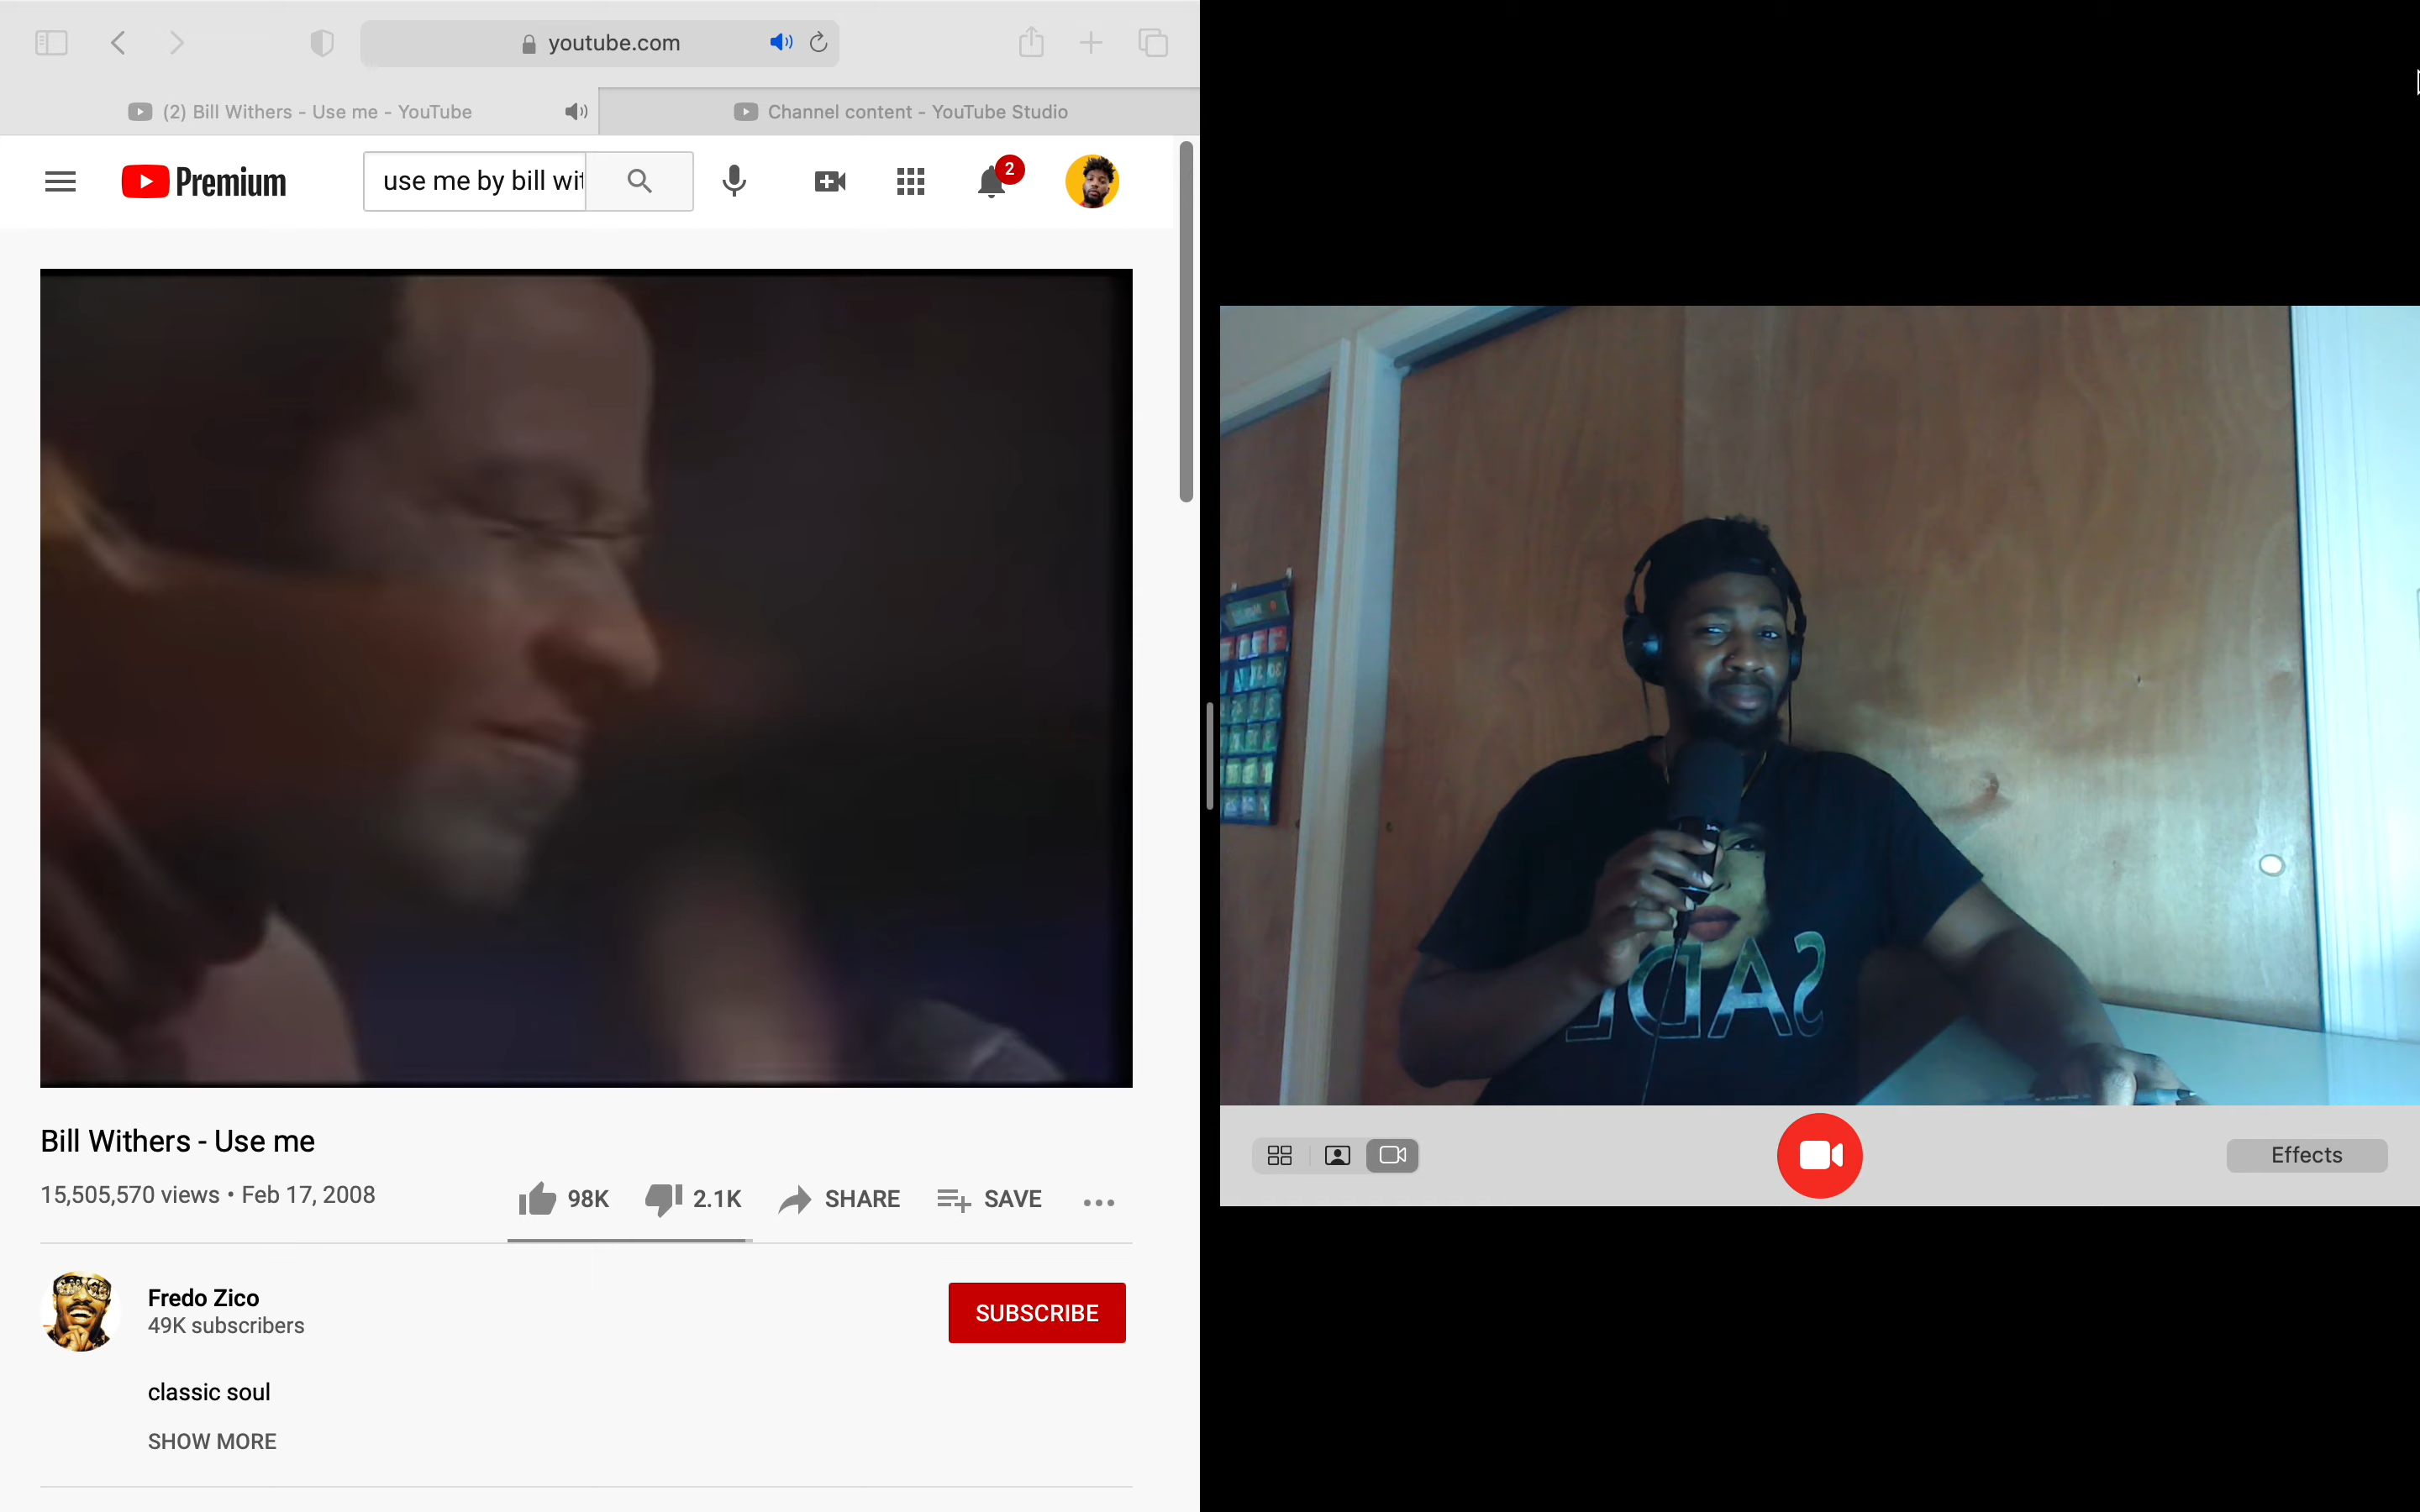 youtube.com
(2) Bill Withers - Use me - YouTube
Channel content - YouTube Studio
Premium
use me by bill wit
2
Bill Withers - Use me
15,505,570 views • Feb 17, 2008
98K
2.1K
SHARE
SAVE
Fredo Zico
49K subscribers
SUBSCRIBE
classic soul
SHOW MORE
SADE
Effects